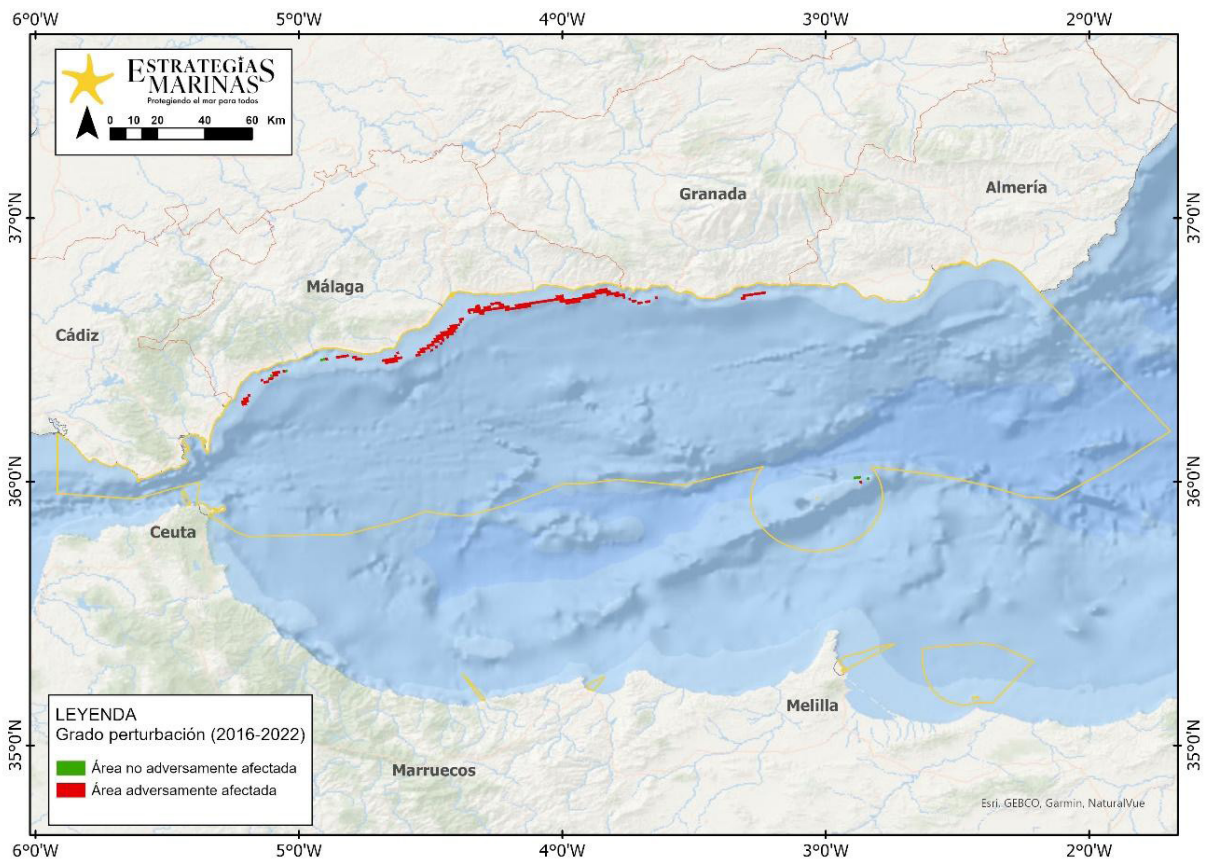 6°0'W 5°0'W 4°0'W 3°0'W 2°0'W
ESTRATEGIAS
MARINAS
Protegiendo el mar para todos
0 10 20 40 60 Km
37°0'N 37°0'N
Granada
Almería
Málaga
Cádiz
36°0'N 36°0'N
Ceuta
Melilla
LEYENDA
Grado perturbación (2016-2022)
Área no adversamente afectada
Área adversamente afectada
35°0'N 35°0'N
Marruecos
Esri, GEBCO, Garmin, NaturalVue
6°0'W 5°0'W 4°0'W 3°0'W 2°0'W